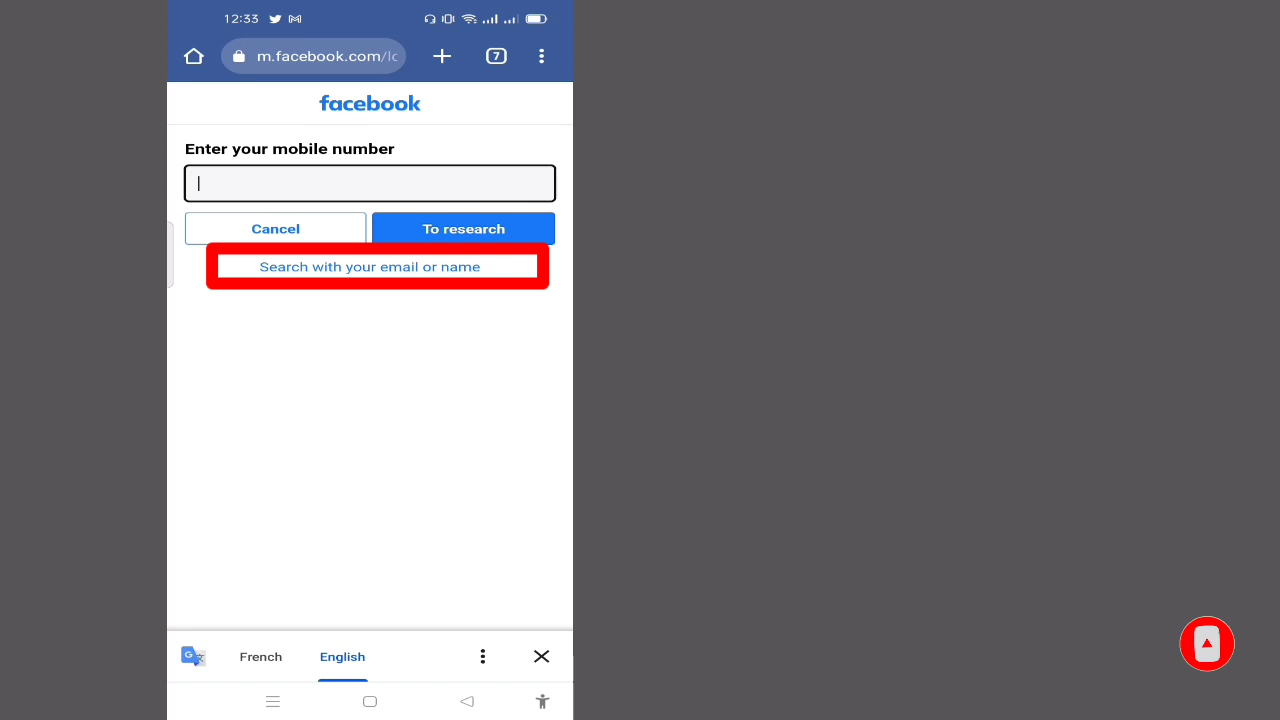 12:33
m.facebook.com/lo
7
facebook
Enter your mobile number
Cancel
To research
Search with your email or name
French
English